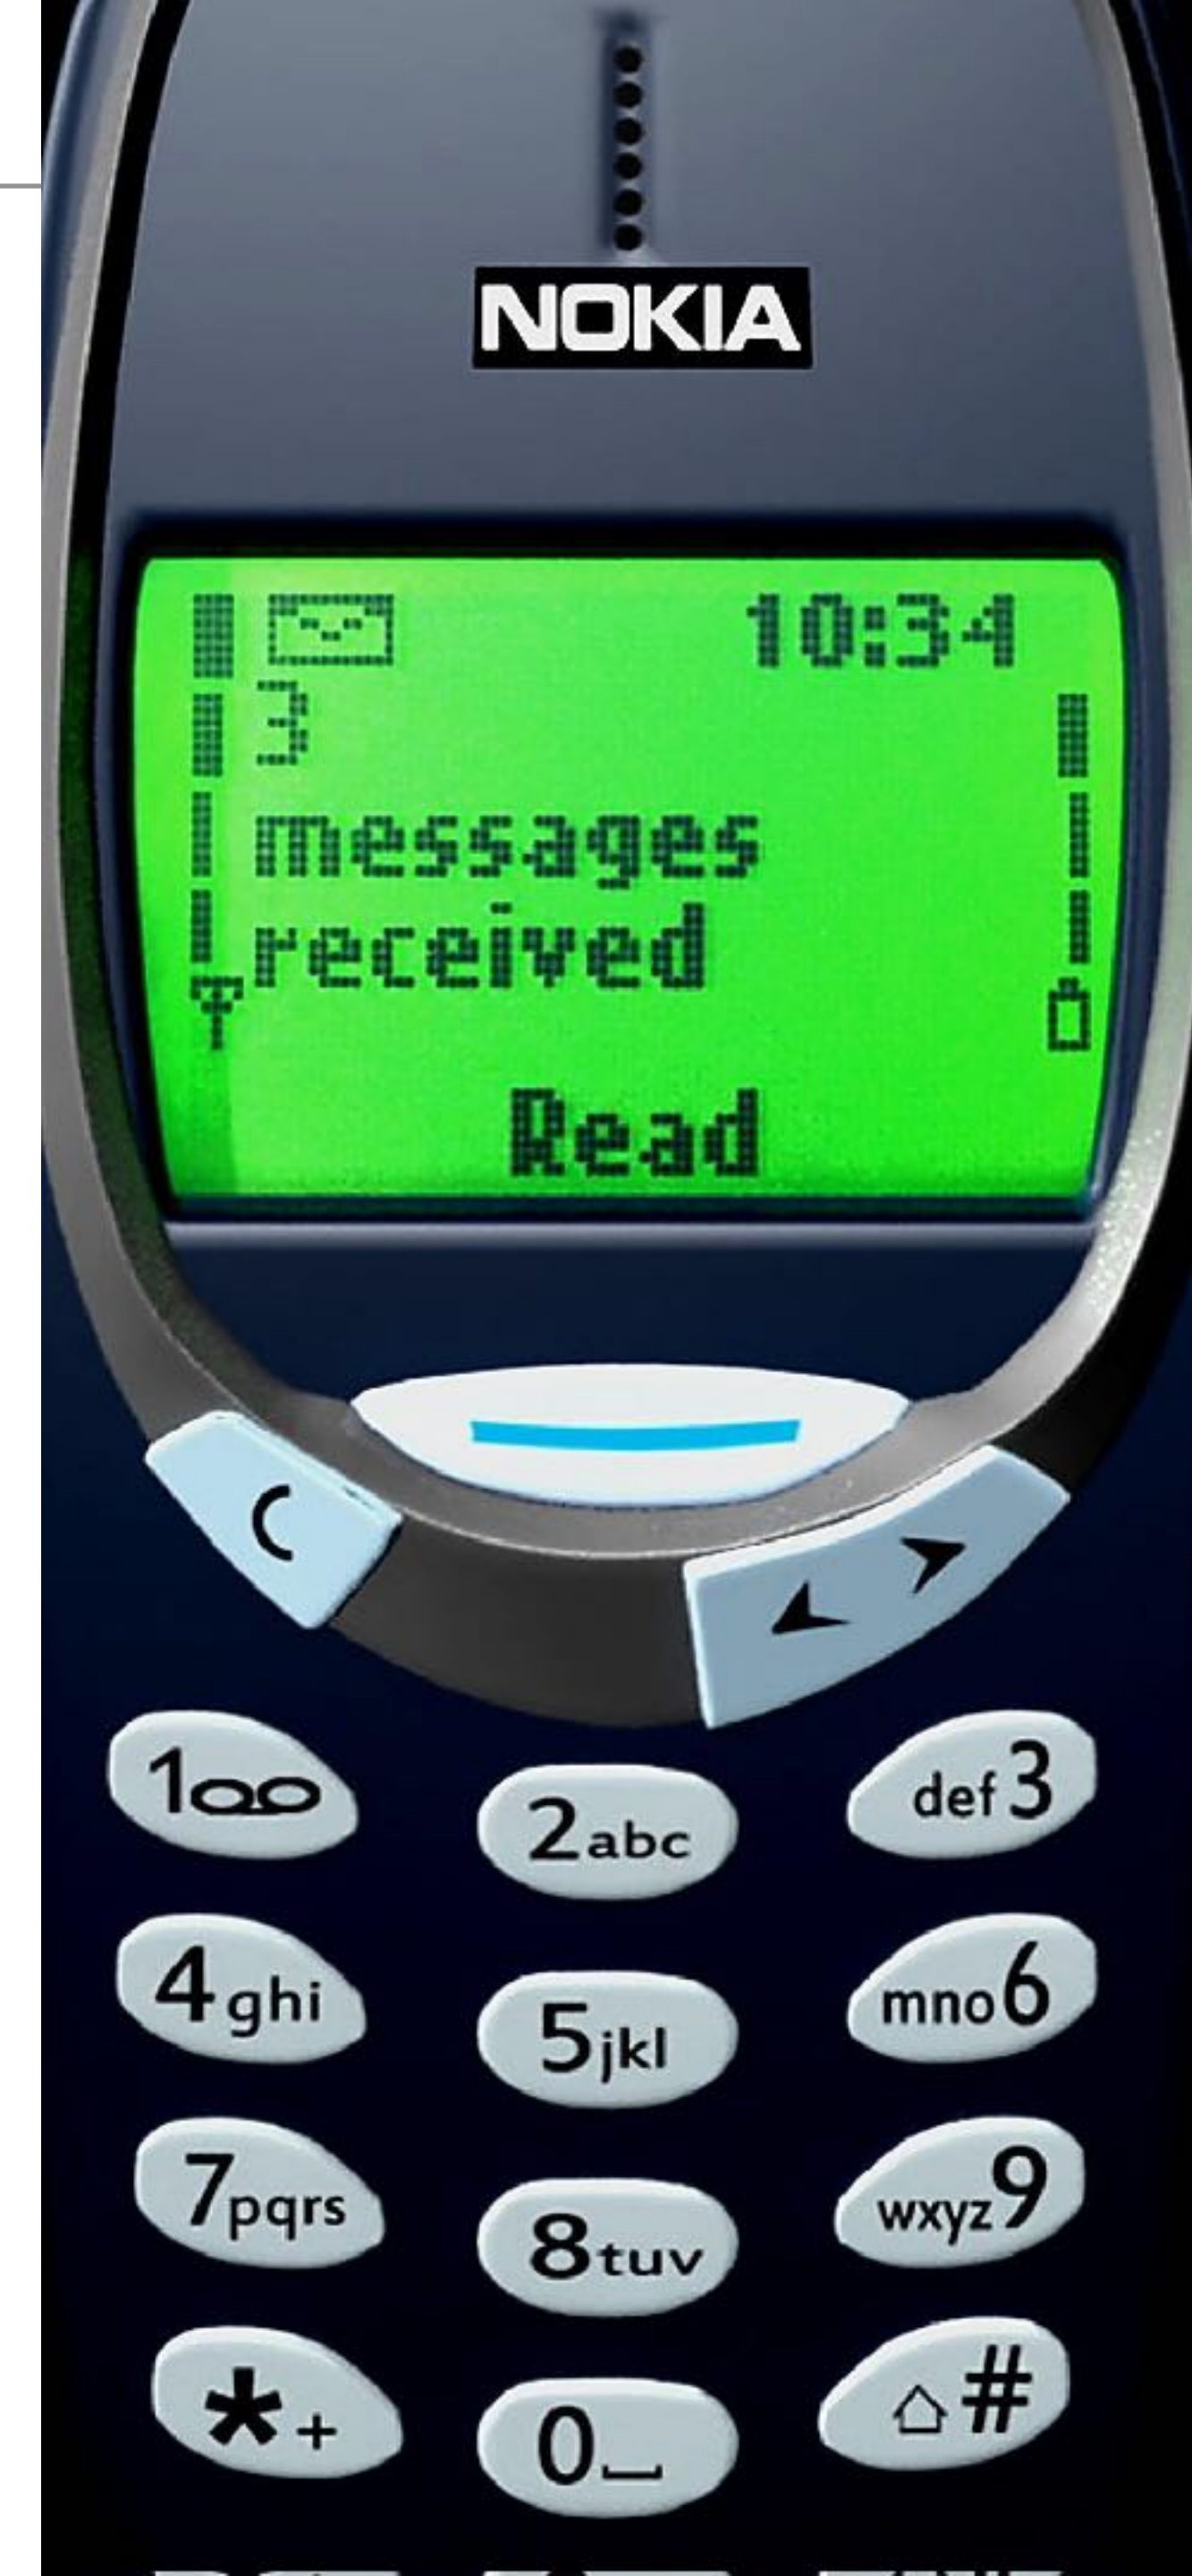 NOKIA
10:34
3
messages
received
Read
C
1
2abc
def3
4ghi
5jkl
mno6
7pqrs
8tuv
wxyz9
*+
0
#